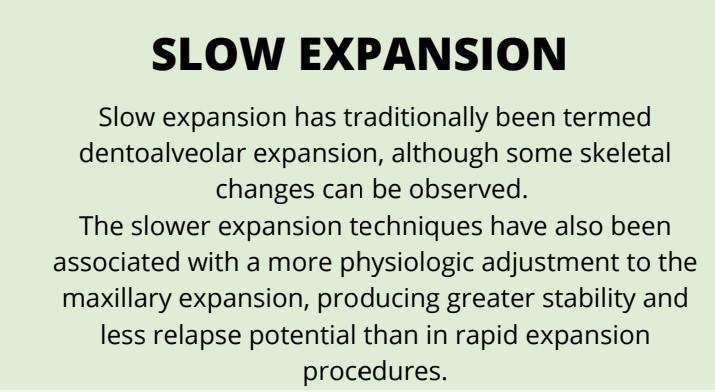 SLOW EXPANSION
Slow expansion has traditionally been termed
dentoalveolar expansion, although some skeletal
changes can be observed.
The slower expansion techniques have also been
associated with a more physiologic adjustment to the
maxillary expansion, producing greater stability and
less relapse potential than in rapid expansion
procedures.